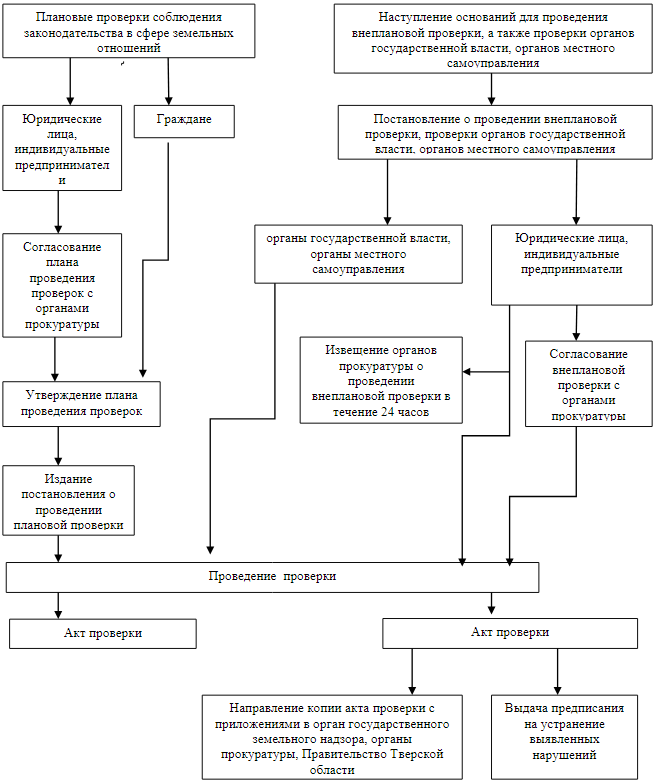 Плановые проверки соблюдения
законодательства в сфере земельных
отношений
Наступление оснований для проведения
внеплановой проверки, а также проверки органов
государственной власти, органов местного
самоуправления
Юридические
лица,
индивидуальные
предпринимател
и
Граждане
Постановление о проведении внеплановой
проверки, проверки органов государственной
власти, органов местного самоуправления
Согласование
плана
проведения
проверок с
органами
прокуратуры
органы государственной власти,
органы местного
самоуправления
Юридические лица,
индивидуальные
предприниматели
Извещение органов
прокуратуры о
проведении
внеплановой проверки в
течение 24 часов
Согласование
внеплановой
проверки с
органами
прокуратуры
Утверждение плана
проведения проверок
Издание
постановления о
проведении
плановой проверки
Проведение проверки
Акт проверки
Акт проверки
Направление копии акта проверки с
приложениями в орган государственного
земельного надзора, органы
прокуратуры, Правительство Тверской
области
Выдача предписания
на устранение
выявленных
нарушений